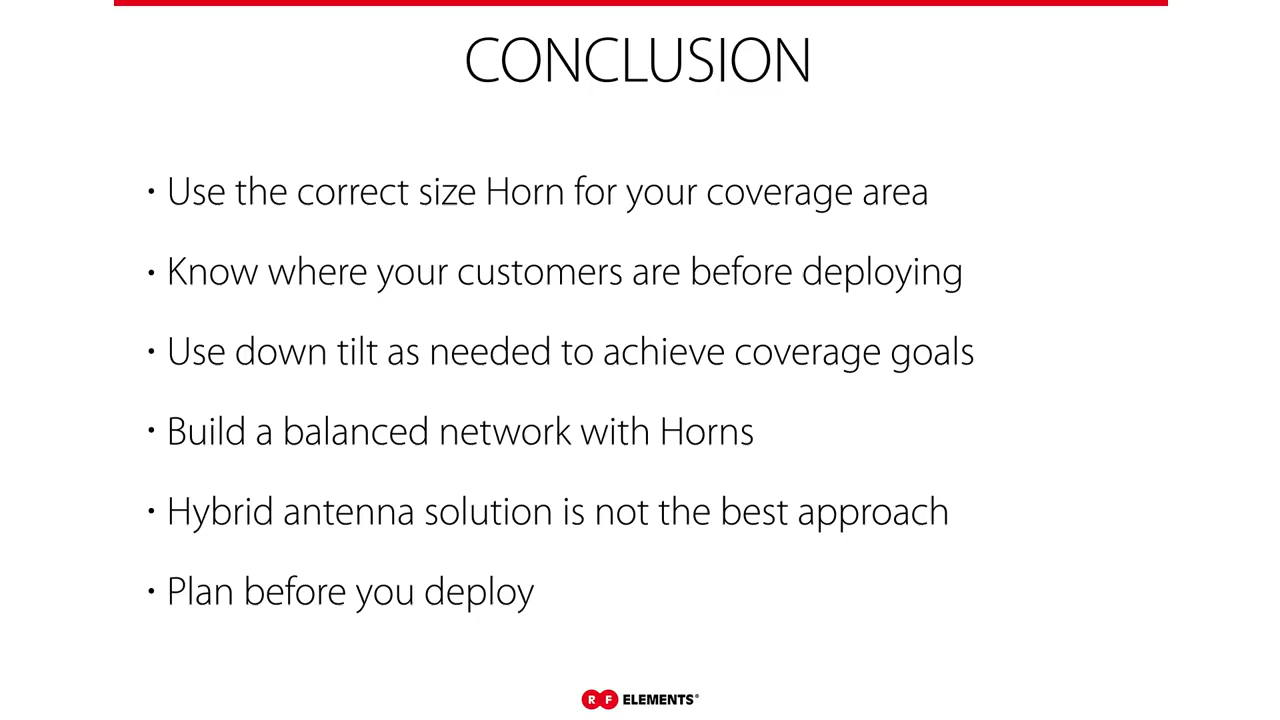 CONCLUSION
• Use the correct size Horn for your coverage area
• Know where your customers are before deploying
• Use down tilt as needed to achieve coverage goals
• Build a balanced network with Horns
• Hybrid antenna solution is not the best approach
• Plan before you deploy
RF ELEMENTS®